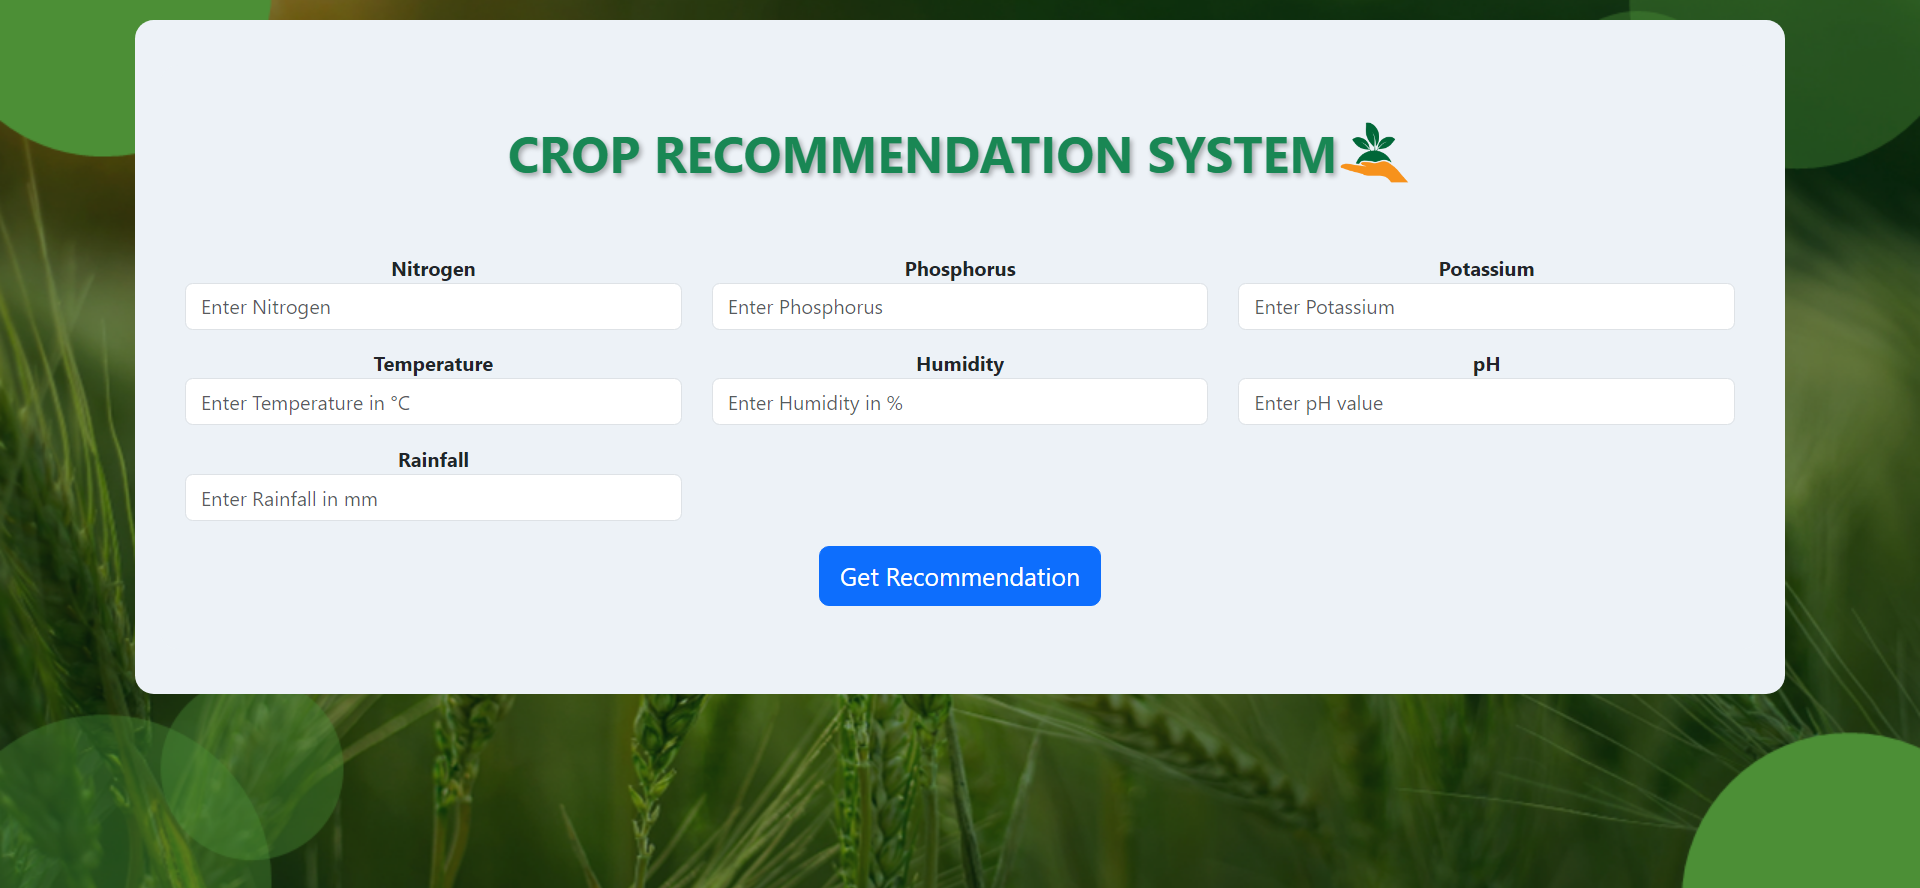 CROP RECOMMENDATION SYSTEM
Nitrogen Phosphorus Potassium
Enter Nitrogen Enter Phosphorus Enter Potassium
Temperature Humidity pH
Enter Temperature in °C Enter Humidity in % Enter pH value
Rainfall
Enter Rainfall in mm
Get Recommendation